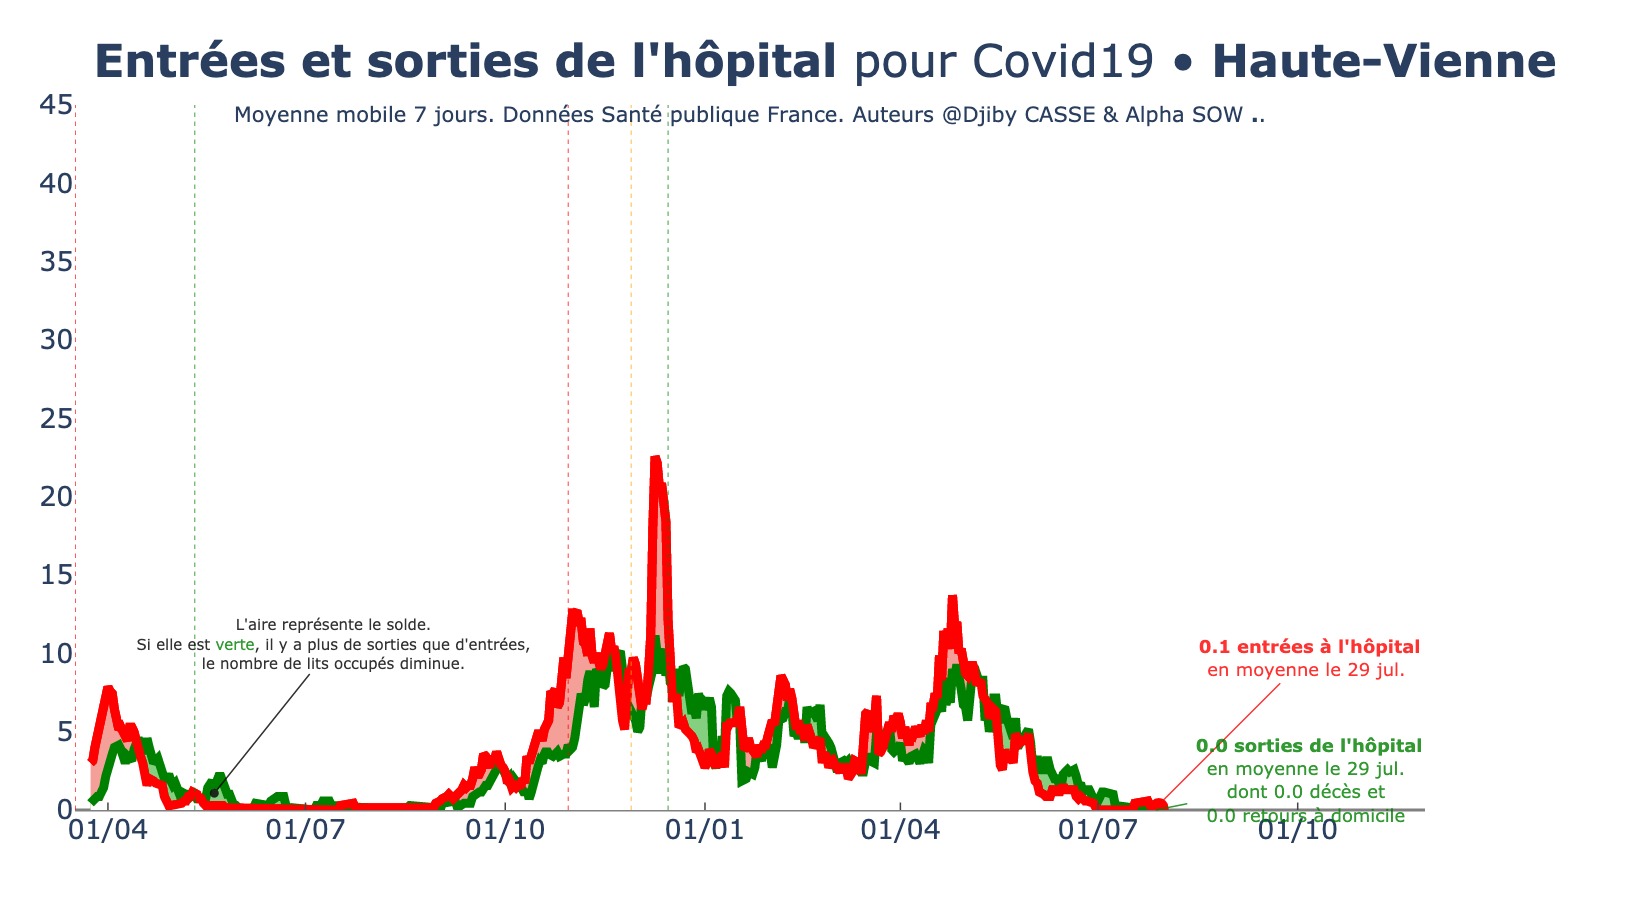 Entrées et sorties de l'hôpital pour Covid19 • Haute-Vienne
Moyenne mobile 7 jours. Données Santé publique France. Auteurs @Djiby CASSE & Alpha SOW ..
45
40
35
30
25
20
15
10
5
0
L'aire représente le solde.
Si elle est verte, il y a plus de sorties que d'entrées,
le nombre de lits occupés diminue.
0.1 entrées à l'hôpital
en moyenne le 29 jul.
0.0 sorties de l'hôpital
en moyenne le 29 jul.
dont 0.0 décès et
0.0 retours à domicile
01/04 01/07 01/10 01/01 01/04 01/07 01/10